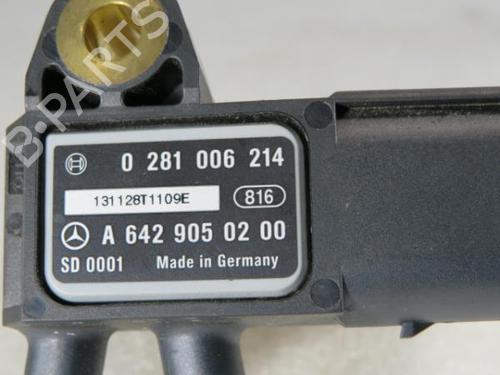 0 281 006 214
131128T1109E 816
A 642 905 02 00
SD 0001 Made in Germany
B-PARTS